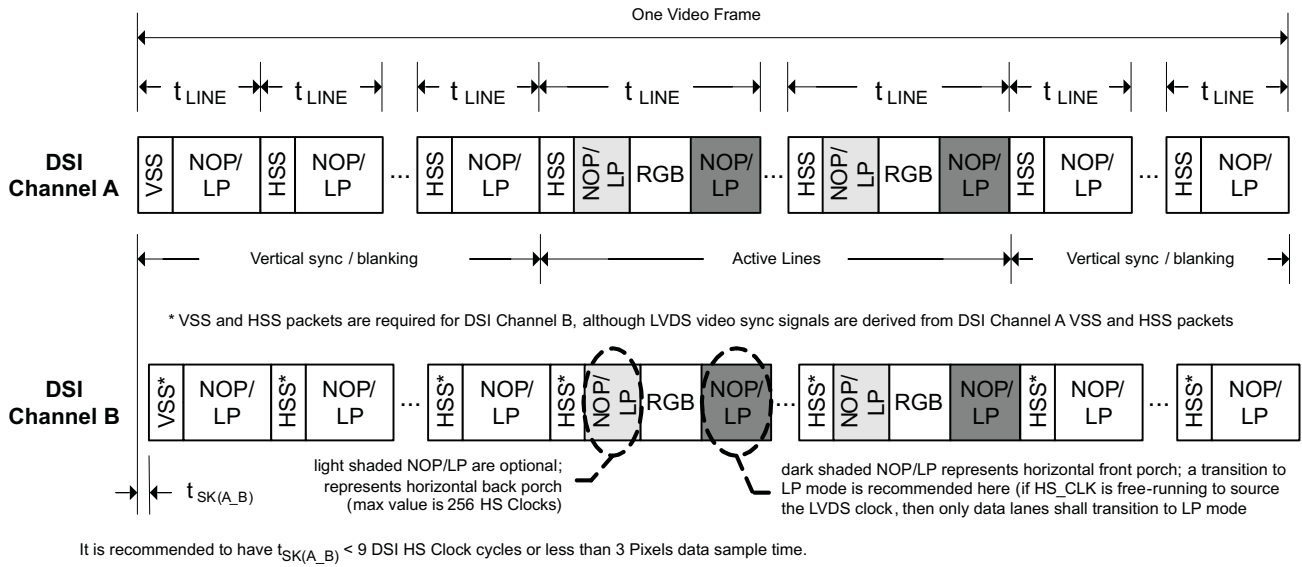 One Video Frame
t LINE t LINE t LINE t LINE t LINE t LINE t LINE
DSI
Channel A
VSS NOP/
LP HSS NOP/
LP ... HSS NOP/
LP HSS NOP/
LP RGB NOP/
LP ... HSS NOP/
LP RGB NOP/
LP HSS NOP/
LP ... HSS NOP/
LP
Vertical sync / blanking Active Lines Vertical sync / blanking
* VSS and HSS packets are required for DSI Channel B, although LVDS video sync signals are derived from DSI Channel A VSS and HSS packets
DSI
Channel B
VSS* NOP/
LP HSS* NOP/
LP ... HSS* NOP/
LP HSS* NOP/
LP RGB NOP/
LP ... HSS* NOP/
LP RGB NOP/
LP HSS* NOP/
LP ... HSS* NOP/
LP
t SK(A_B)
light shaded NOP/LP are optional;
represents horizontal back porch
(max value is 256 HS Clocks)
dark shaded NOP/LP represents horizontal front porch; a transition to
LP mode is recommended here (if HS_CLK is free-running to source
the LVDS clock, then only data lanes shall transition to LP mode
It is recommended to have tSK(A_B) < 9 DSI HS Clock cycles or less than 3 Pixels data sample time.